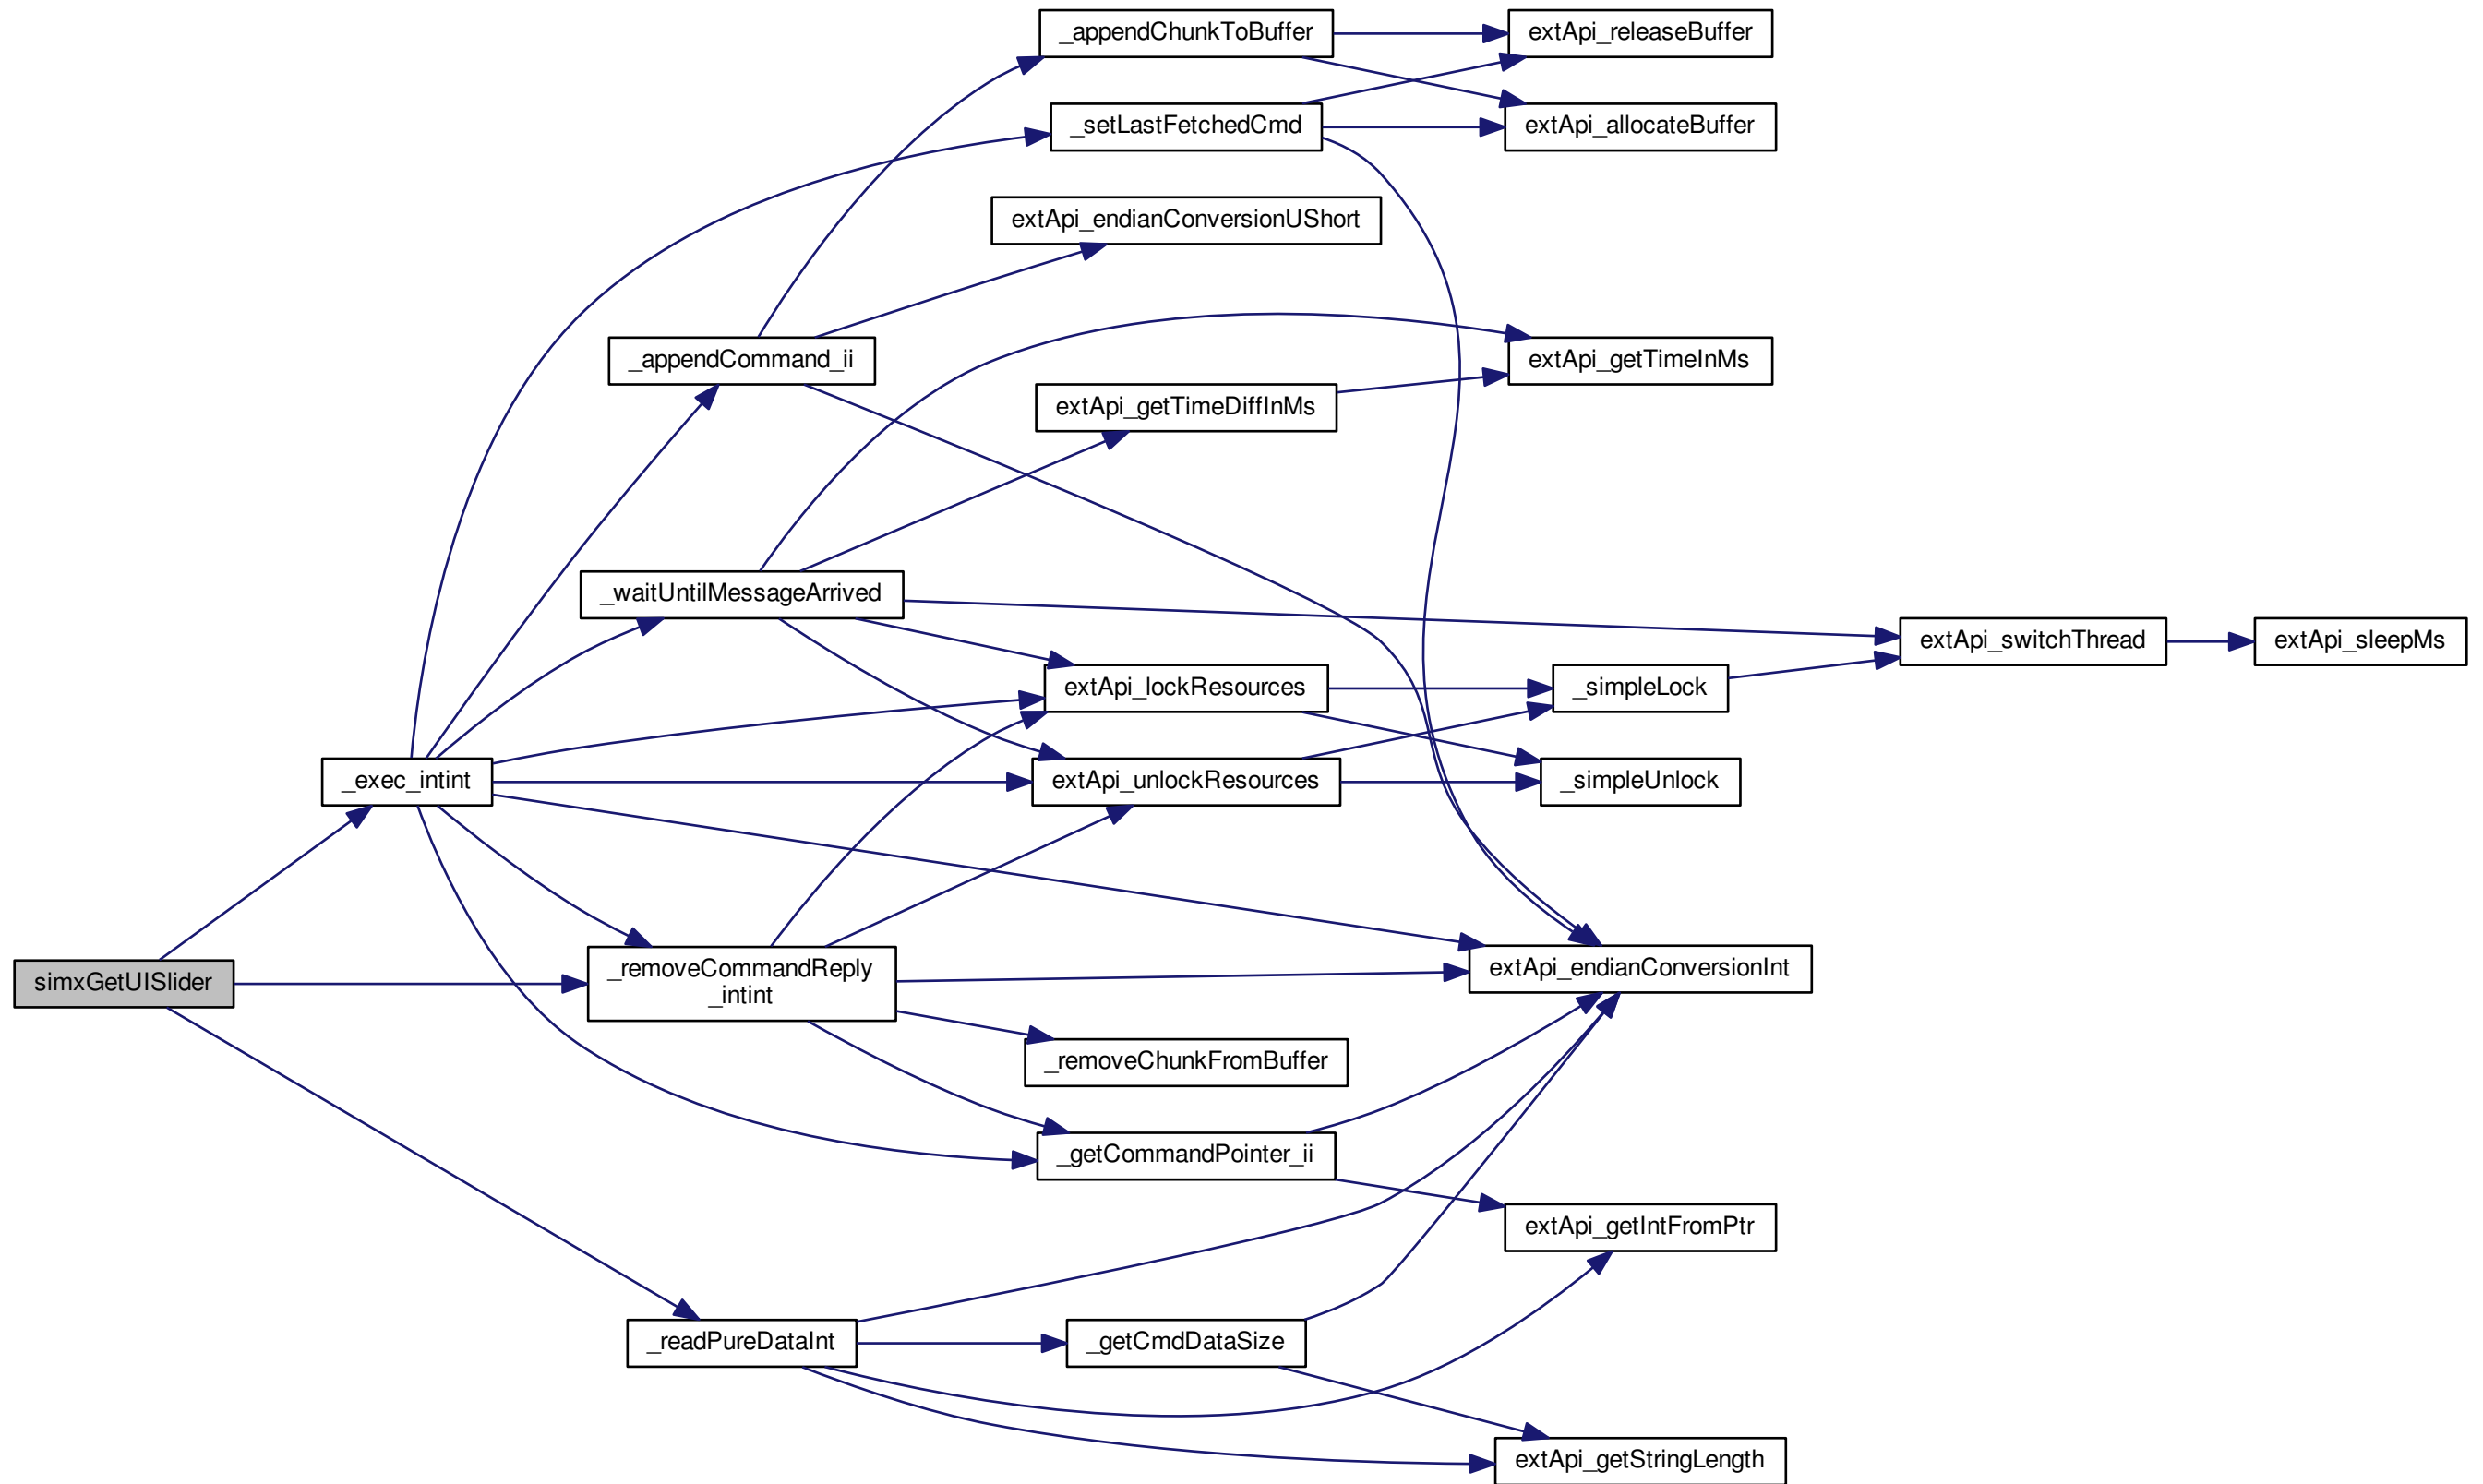 _appendChunkToBuffer
extApi_releaseBuffer
_setLastFetchedCmd
extApi_allocateBuffer
extApi_endianConversionUShort
_appendCommand_ii
extApi_getTimeInMs
extApi_getTimeDiffInMs
_waitUntilMessageArrived
extApi_switchThread
extApi_sleepMs
extApi_lockResources
_simpleLock
_exec_intint
extApi_unlockResources
_simpleUnlock
simxGetUISlider
_removeCommandReply
_intint
extApi_endianConversionInt
_removeChunkFromBuffer
_getCommandPointer_ii
extApi_getIntFromPtr
_readPureDataInt
_getCmdDataSize
extApi_getStringLength